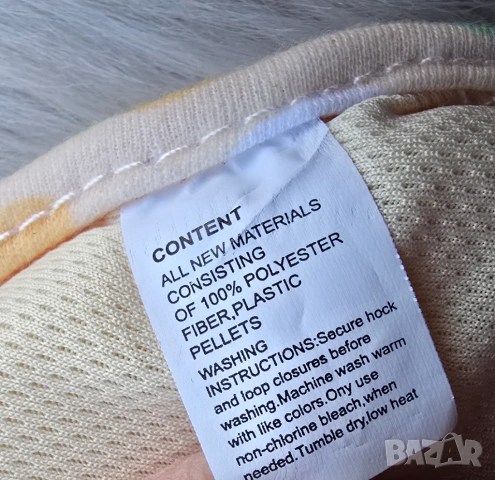 CONTENT
ALL NEW MATERIALS
CONSISTING
OF 100% POLYESTER
FIBER,PLASTIC
PELLETS
WASHING
INSTRUCTIONS:Secure hock
and loop closures before
washing.Machine wash warm
with like colors.Ony use
non-chlorine bleach,when
needed.Tumble dry,low heat
BAZAR